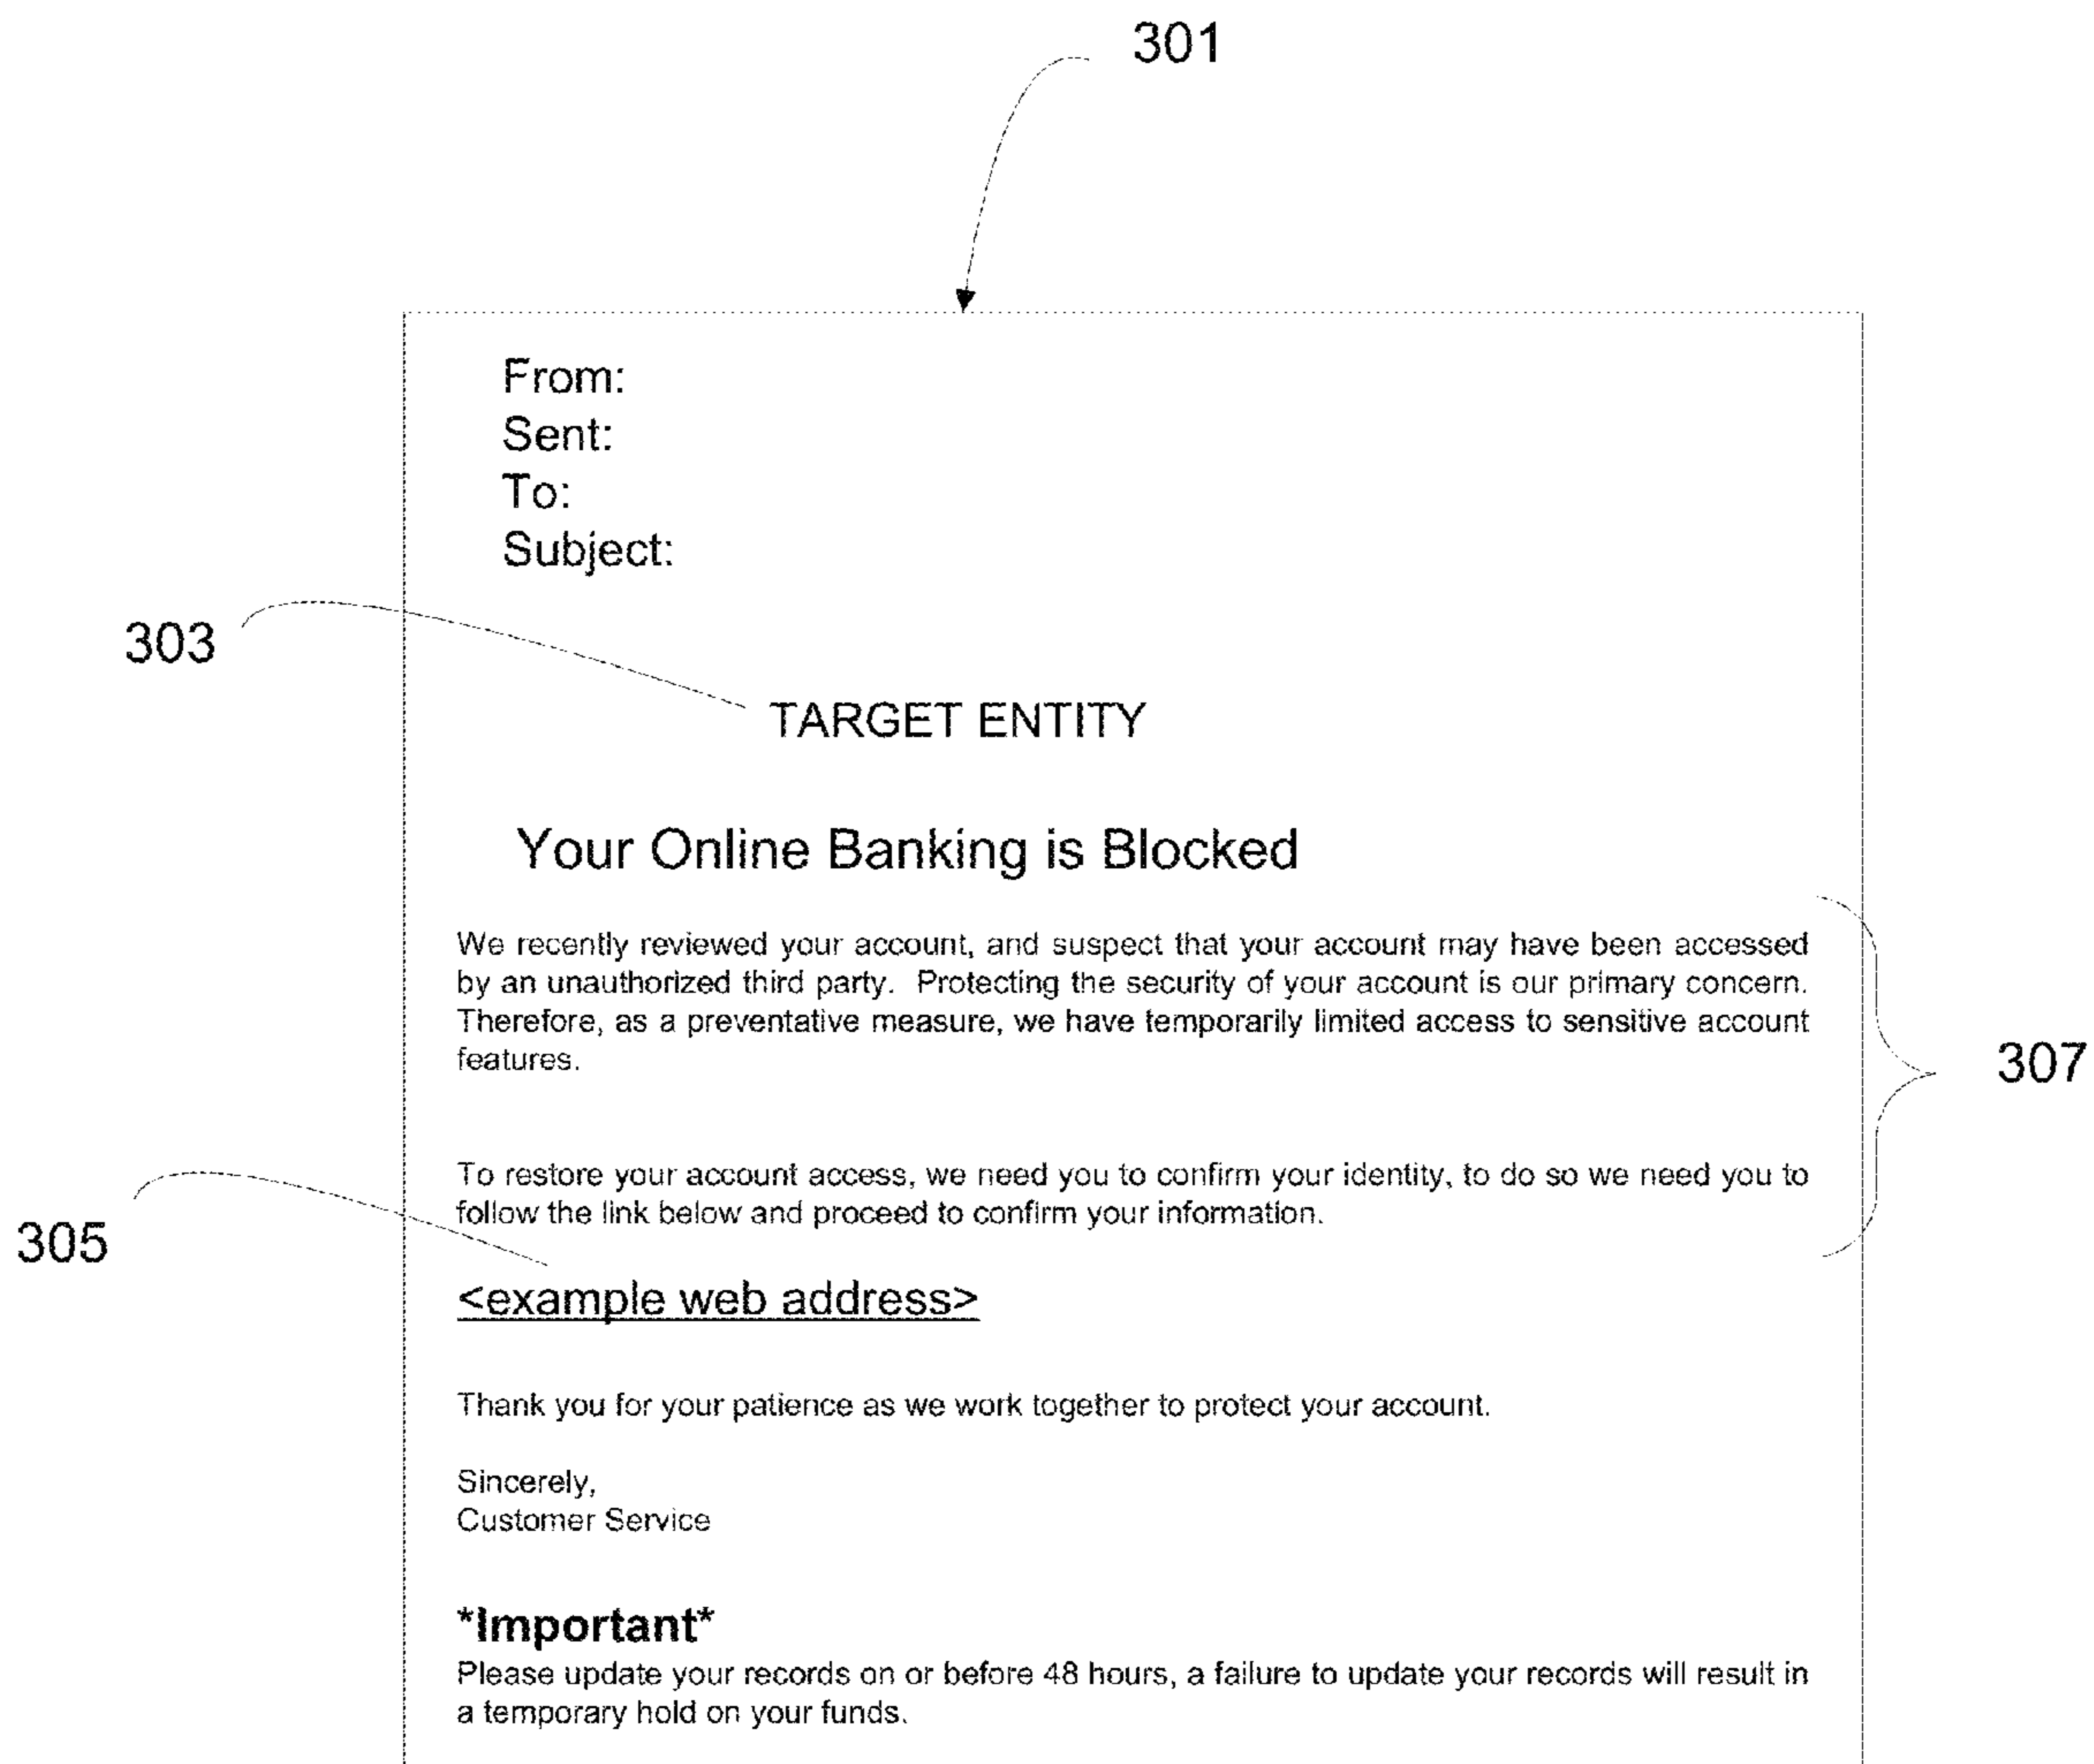 301
From:
Sent:
To:
Subject:
303
TARGET ENTITY
Your Online Banking is Blocked
We recently reviewed your account, and suspect that your account may have been accessed
by an unauthorized third party. Protecting the security of your account is our primary concern.
Therefore, as a preventative measure, we have temporarily limited access to sensitive account
features.
307
To restore your account access, we need you to confirm your identity, to do so we need you to
follow the link below and proceed to confirm your information.
305
<example web address>
Thank you for your patience as we work together to protect your account.
Sincerely,
Customer Service
*Important*
Please update your records on or before 48 hours, a failure to update your records will result in
a temporary hold on your funds.